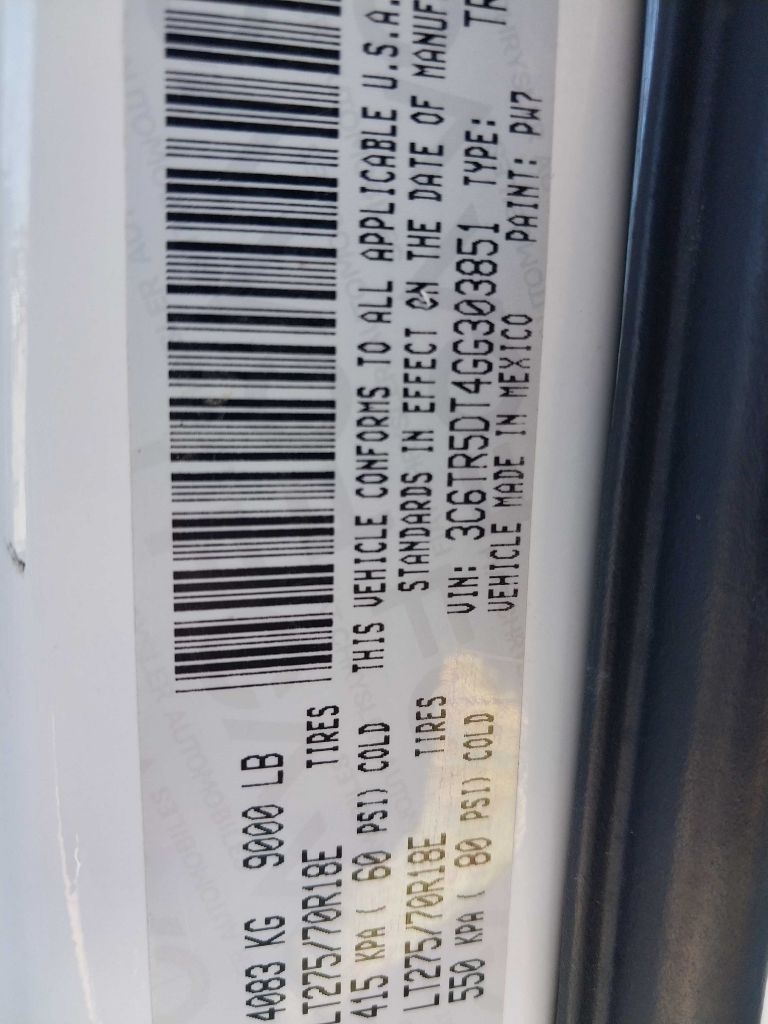 4083 KG 9000 LB
LT275/70R18E TIRES
415 KPA ( 60 PSI) COLD
LT275/70R18E TIRES
550 KPA ( 80 PSI) COLD
THIS VEHICLE CONFORMS TO ALL APPLICABLE U.S.A.
STANDARDS IN EFFECT ON THE DATE OF MANUF
VIN: 3C6TR5DT4GG303851 TYPE: TR
VEHICLE MADE IN MEXICO PAINT: PW7